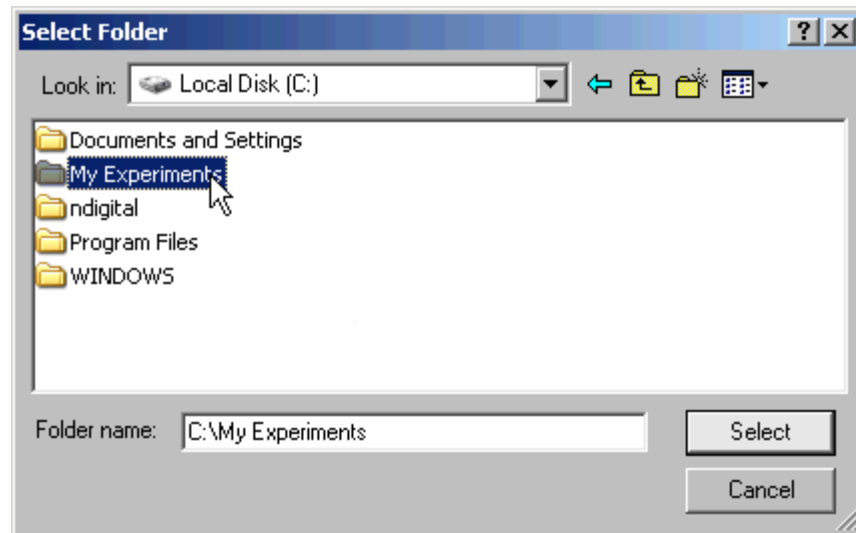 Select Folder
Look in: Local Disk (C:)
Documents and Settings
My Experiments
ndigital
Program Files
WINDOWS
Folder name: C:\My Experiments Select
Cancel